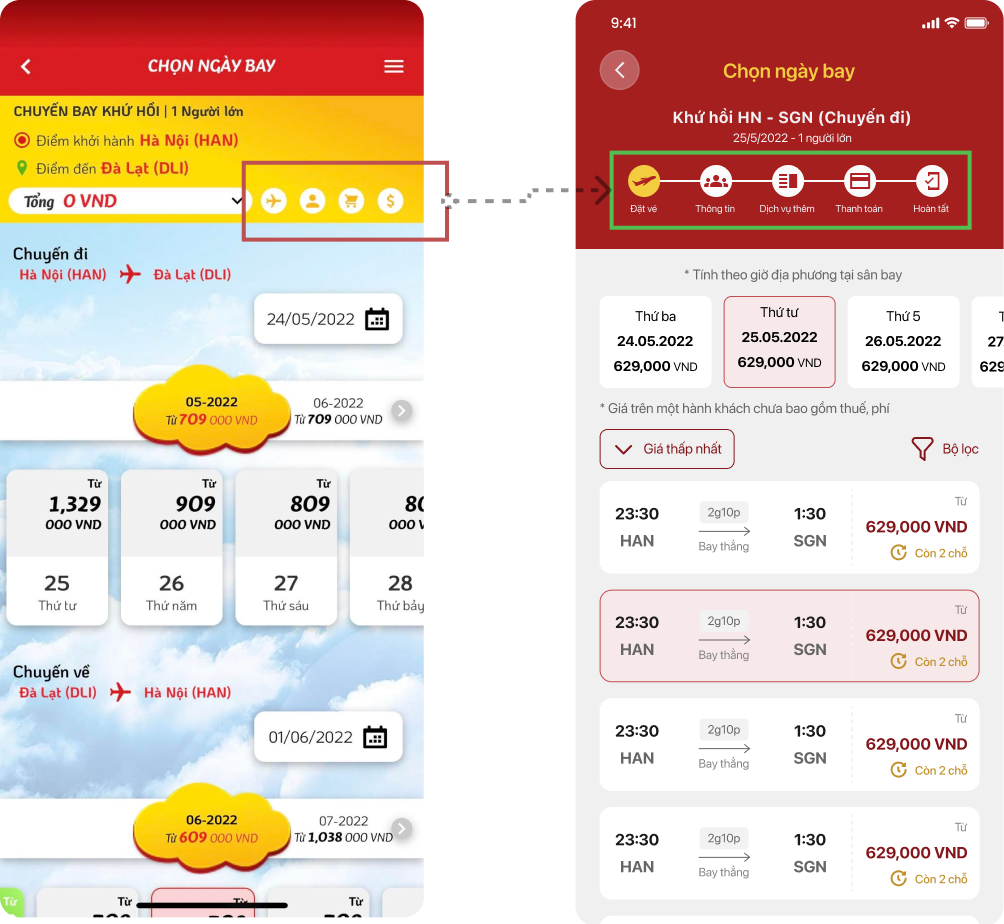 CHỌN NGÀY BAY
CHUYẾN BAY KHỨ HỒI | 1 Người lớn
Điểm khởi hành Hà Nội (HAN)
Điểm đến Đà Lạt (DLI)
Tổng 0 VND
$
Chuyến đi
Hà Nội (HAN) Đà Lạt (DLI)
24/05/2022
05-2022
Từ 709 000 VND
06-2022
Từ 709 000 VND
Từ
1,329
000 VND
25
Thứ tư
Từ
909
000 VND
26
Thứ năm
Từ
809
000 VND
27
Thứ sáu
80
000 V
28
Thứ bảy
Chuyến về
Đà Lạt (DLI) Hà Nội (HAN)
01/06/2022
06-2022
Từ 609 000 VND
07-2022
Từ 1,038 000 VND
Từ
Từ
Từ
Từ
9:41
Chọn ngày bay
Khứ hồi HN - SGN (Chuyến đi)
25/5/2022 - 1 người lớn
Đặt vé
Thông tin
Dịch vụ thêm
Thanh toán
Hoàn tất
* Tính theo giờ địa phương tại sân bay
Thứ ba
24.05.2022
629,000 VND
Thứ tư
25.05.2022
629,000 VND
Thứ 5
26.05.2022
629,000 VND
T
27
629
* Giá trên một hành khách chưa bao gồm thuế, phí
Giá thấp nhất
Bộ lọc
23:30
HAN
2g10p
Bay thẳng
1:30
SGN
Từ
629,000 VND
Còn 2 chỗ
23:30
HAN
2g10p
Bay thẳng
1:30
SGN
Từ
629,000 VND
Còn 2 chỗ
23:30
HAN
2g10p
Bay thẳng
1:30
SGN
Từ
629,000 VND
Còn 2 chỗ
23:30
HAN
2g10p
Bay thẳng
1:30
SGN
Từ
629,000 VND
Còn 2 chỗ